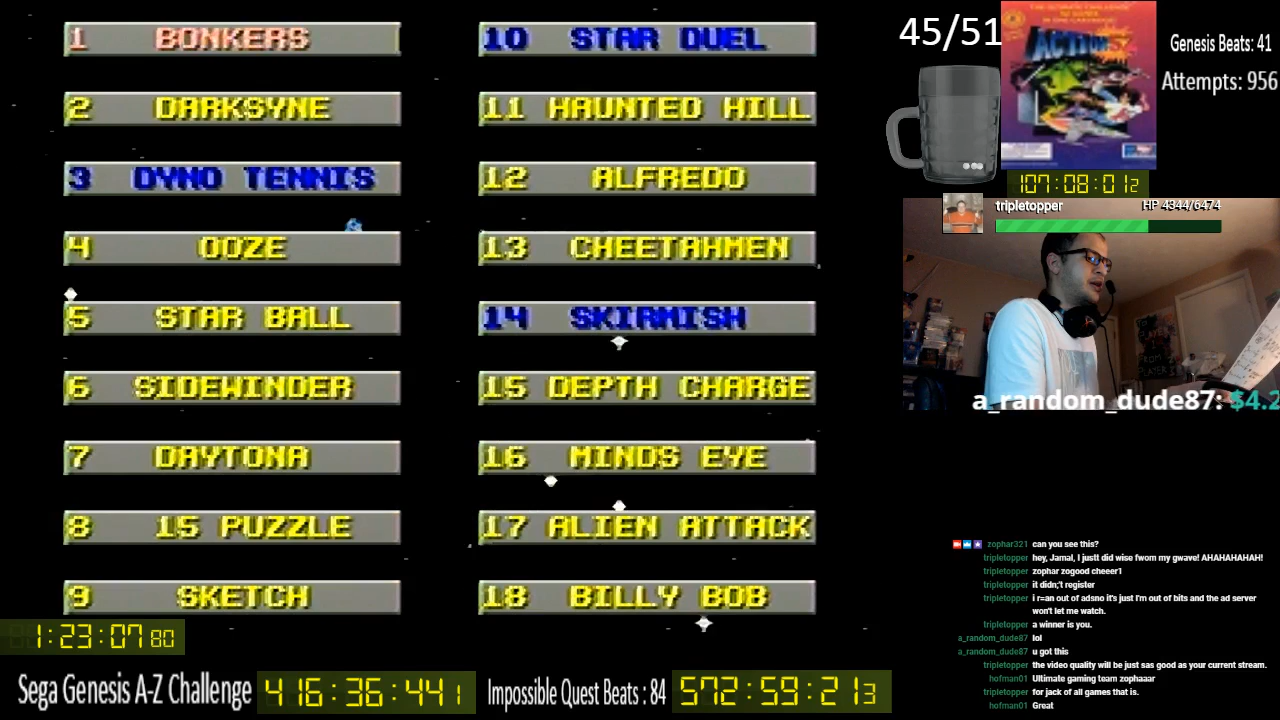 1 BONKERS
2 DARKSYNE
3 DYNO TENNIS
4 OOZE
5 STAR BALL
6 SIDEWINDER
7 DAYTONA
8 15 PUZZLE
9 SKETCH
10 STAR DUEL
11 HAUNTED HILL
12 ALFREDO
13 CHEETAHMEN
14 SKIRMISH
15 DEPTH CHARGE
16 MINDS EYE
17 ALIEN ATTACK
18 BILLY BOB
45/51
ACTION 52
Genesis Beats: 41
Attempts: 956
107:08:01 2
tripletopper HP 4344/6474
a_random_dude87: $4.2
zophar321 can you see this?
tripletopper hey, Jamal, I justt did wise fwom my gwave! AHAHAHAHAH!
tripletopper zophar zogood cheeer1
tripletopper it didn;'t register
tripletopper i r=an out of adsno it's just I'm out of bits and the ad server
won't let me watch.
tripletopper a winner is you.
a_random_dude87 lol
a_random_dude87 u got this
tripletopper the video quality will be just sas good as your current stream.
hofman01 Ultimate gaming team zophaaar
tripletopper for jack of all games that is.
hofman01 Great
1:23:07 80
Sega Genesis A-Z Challenge 416:36:44 1
Impossible Quest Beats : 84 572:59:21 3